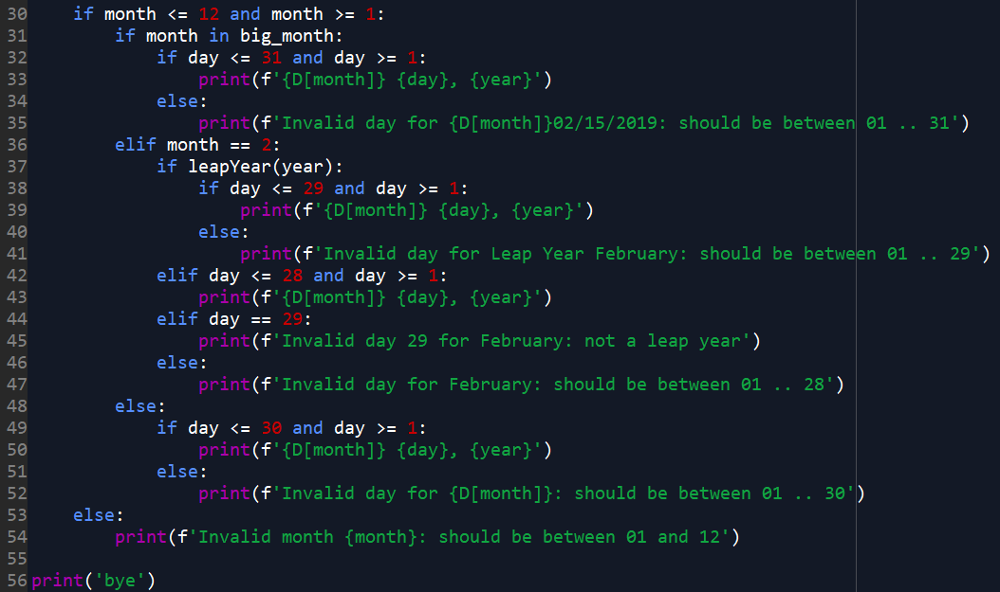 30    if month <= 12 and month >= 1:
31        if month in big_month:
32            if day <= 31 and day >= 1:
33                print(f'{D[month]} {day}, {year}')
34            else:
35                print(f'Invalid day for {D[month]}02/15/2019: should be between 01 .. 31')
36        elif month == 2:
37            if leapYear(year):
38                if day <= 29 and day >= 1:
39                    print(f'{D[month]} {day}, {year}')
40                else:
41                    print(f'Invalid day for Leap Year February: should be between 01 .. 29')
42            elif day <= 28 and day >= 1:
43                print(f'{D[month]} {day}, {year}')
44            elif day == 29:
45                print(f'Invalid day 29 for February: not a leap year')
46            else:
47                print(f'Invalid day for February: should be between 01 .. 28')
48        else:
49            if day <= 30 and day >= 1:
50                print(f'{D[month]} {day}, {year}')
51            else:
52                print(f'Invalid day for {D[month]}: should be between 01 .. 30')
53    else:
54        print(f'Invalid month {month}: should be between 01 and 12')
55
56 print('bye')